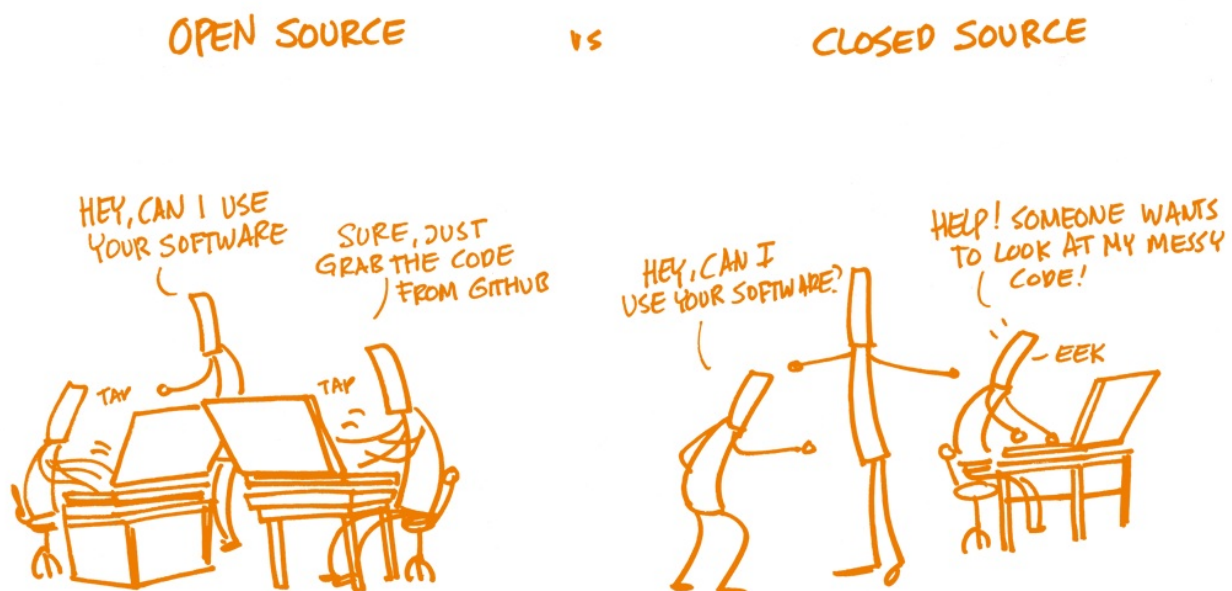 OPEN SOURCE
vs
CLOSED SOURCE
HEY, CAN I USE
YOUR SOFTWARE
SURE, JUST
GRAB THE CODE
FROM GITHUB
TAP
TAP
HEY, CAN I
USE YOUR SOFTWARE?
HELP! SOMEONE WANTS
TO LOOK AT MY MESSY
CODE!
EEK